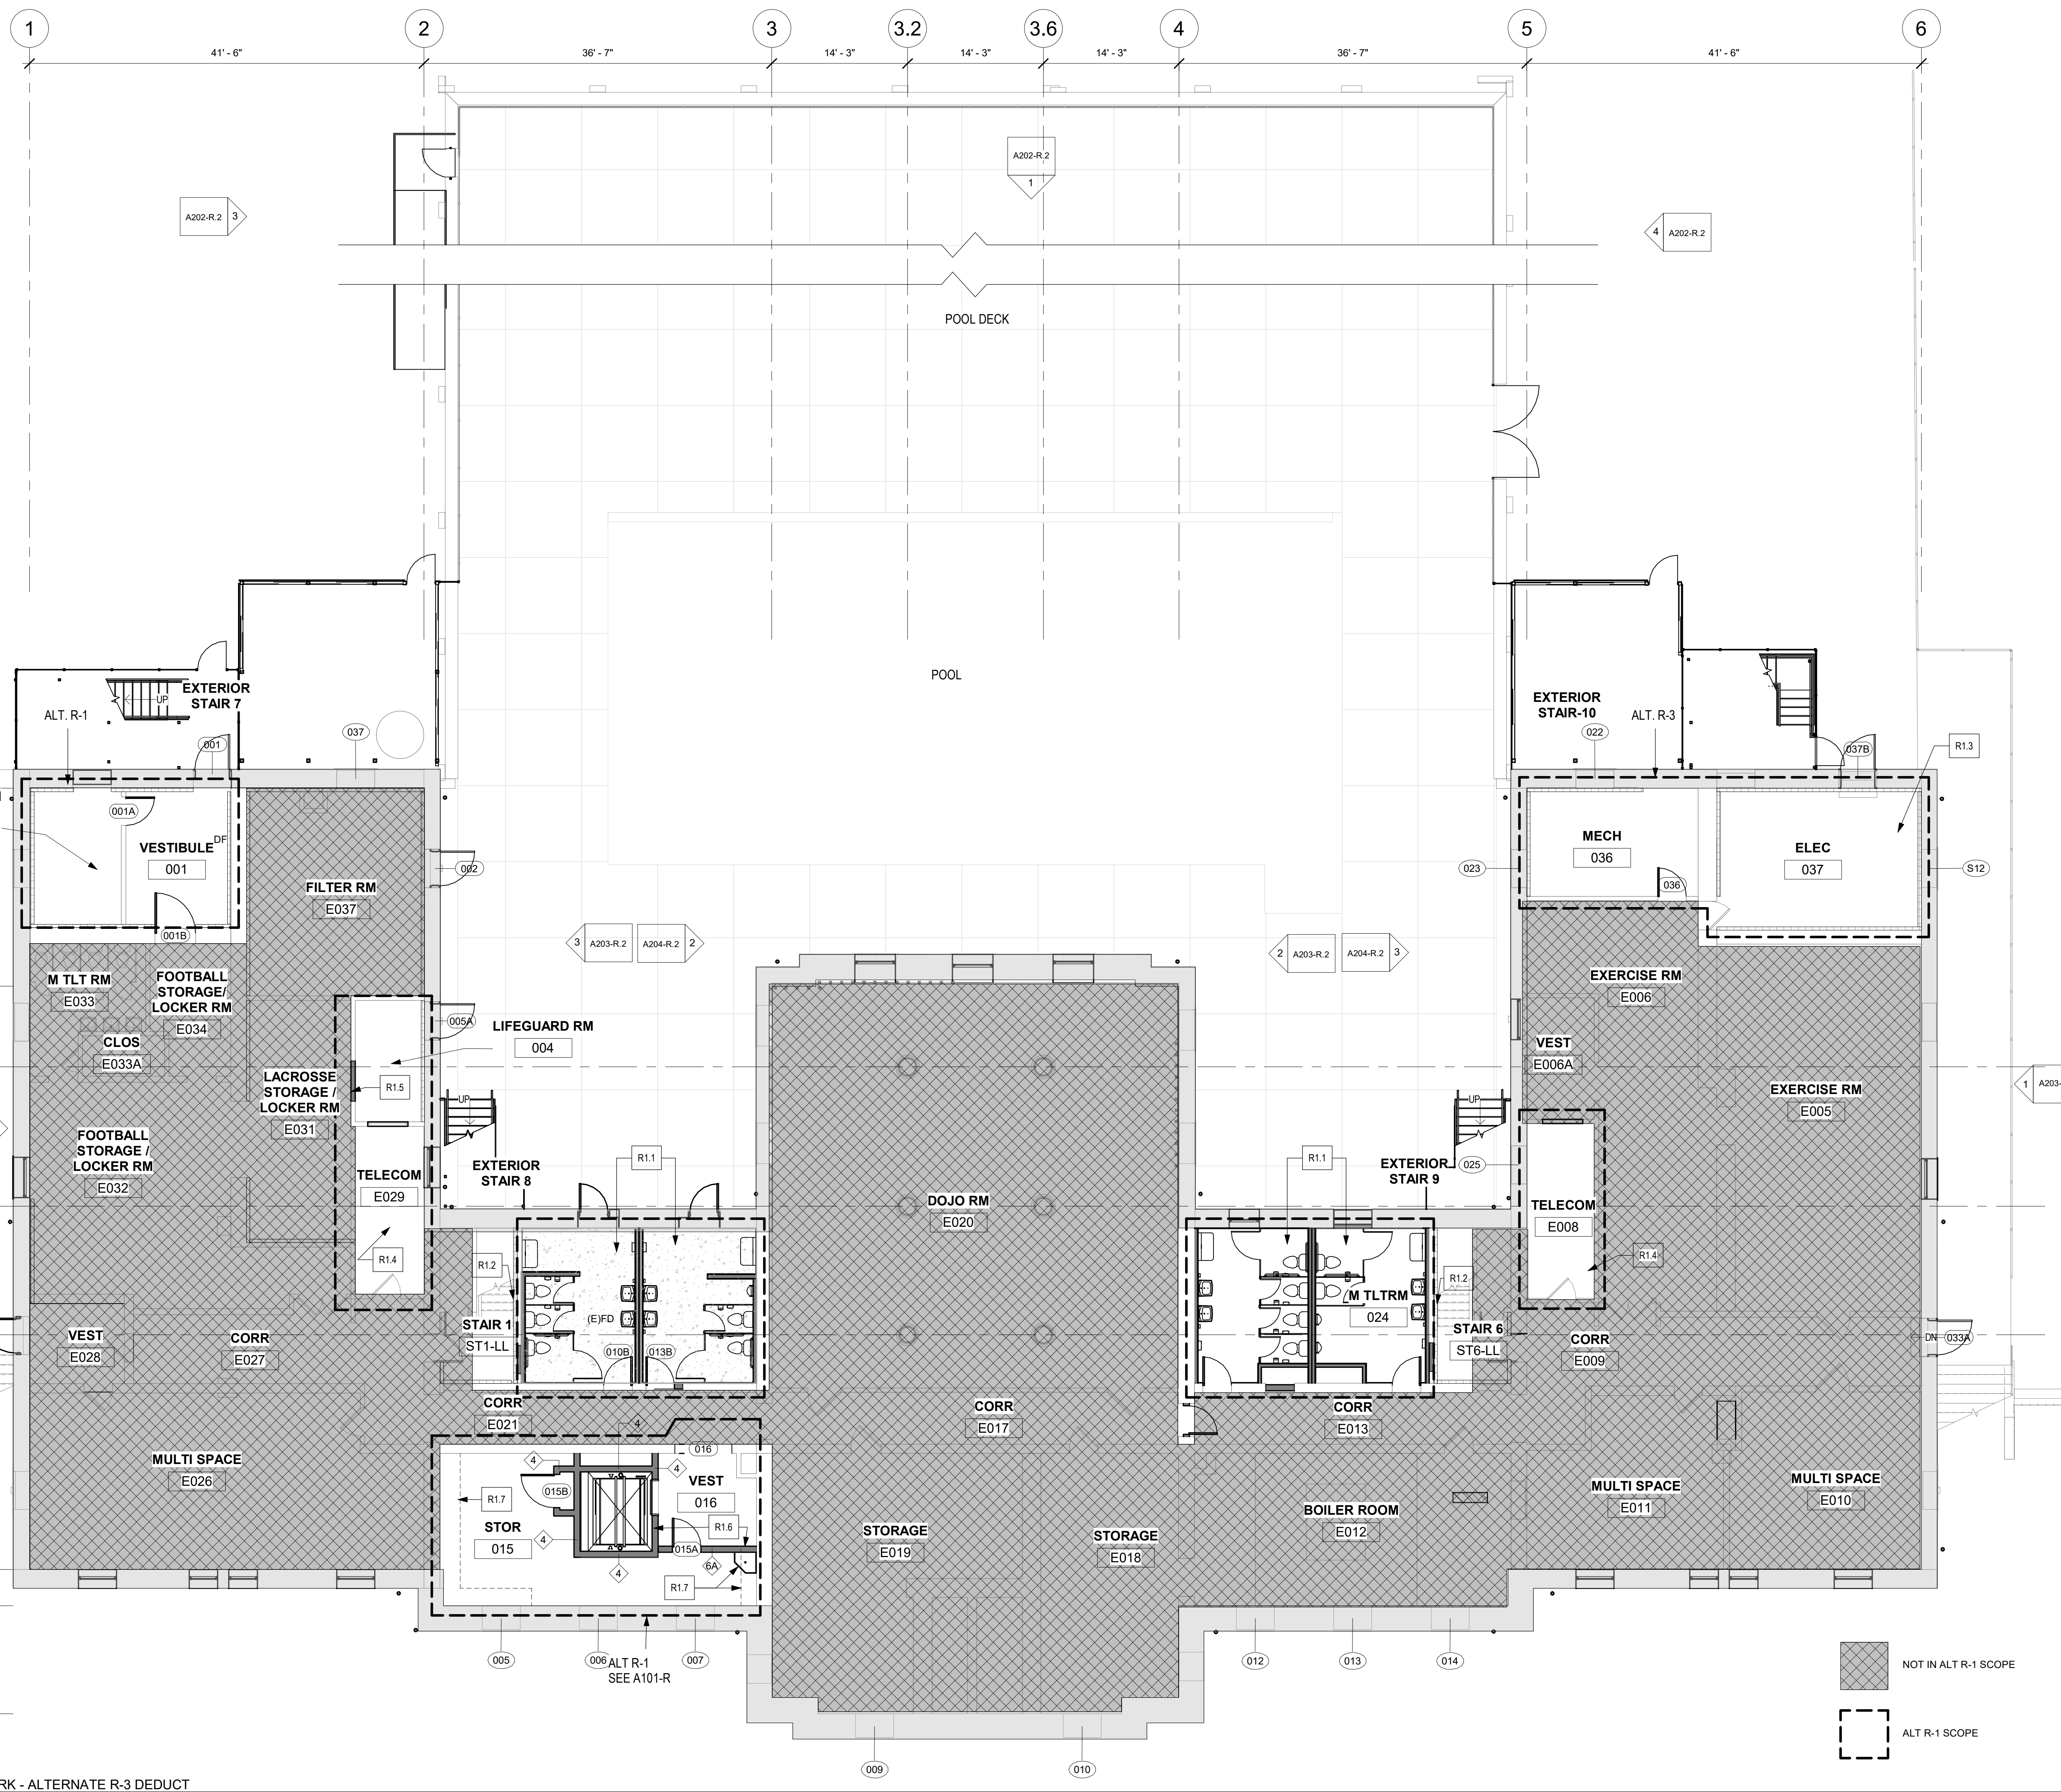 1
2
3
3.2
3.6
4
5
6
41' - 6"
36' - 7"
14' - 3"
14' - 3"
14' - 3"
36' - 7"
41' - 6"
A202-R.2
1
A202-R.2
3
4
A202-R.2
POOL DECK
POOL
EXTERIOR
STAIR 7
UP
ALT. R-1
001
037
EXTERIOR
STAIR-10
ALT. R-3
022
037B
R1.3
001A
VESTIBULE
DF
001
001B
002
FILTER RM
E037
MECH
036
036
ELEC
037
023
S12
3
A203-R.2
A204-R.2
2
2
A203-R.2
A204-R.2
3
M TLT RM
E033
FOOTBALL
STORAGE/
LOCKER RM
E034
CLOS
E033A
005A
LIFEGUARD RM
004
EXERCISE RM
E006
VEST
E006A
LACROSSE
STORAGE /
LOCKER RM
E031
R1.5
EXERCISE RM
E005
1
A203-
UP
UP
FOOTBALL
STORAGE /
LOCKER RM
E032
TELECOM
E029
R1.4
EXTERIOR
STAIR 8
R1.1
DOJO RM
E020
R1.1
EXTERIOR
STAIR 9
025
TELECOM
E008
R1.4
R1.2
R1.2
(E)FD
M TLTRM
024
VEST
E028
CORR
E027
STAIR 1
ST1-LL
010B
013B
STAIR 6
ST6-LL
CORR
E009
DN
033A
CORR
E021
CORR
E017
CORR
E013
4
016
4
4
MULTI SPACE
E026
R1.7
015B
VEST
016
STOR
015
4
R1.6
015A
4
6A
R1.7
STORAGE
E019
STORAGE
E018
BOILER ROOM
E012
MULTI SPACE
E011
MULTI SPACE
E010
005
006
007
ALT R-1
SEE A101-R
012
013
014
009
010
NOT IN ALT R-1 SCOPE
ALT R-1 SCOPE
RK - ALTERNATE R-3 DEDUCT